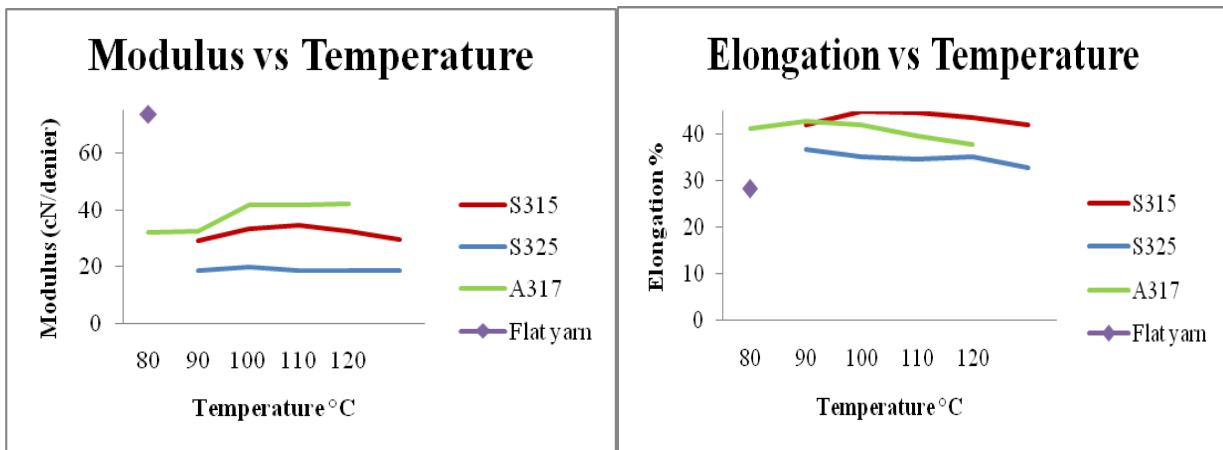 Modulus vs Temperature
Modulus (cN/denier)
60
40
20
0
80 90 100 110 120
Temperature °C
S315
S325
A317
Flat yarn
Elongation vs Temperature
Elongation %
40
30
20
10
0
80 90 100 110 120
Temperature °C
S315
S325
A317
Flat yarn